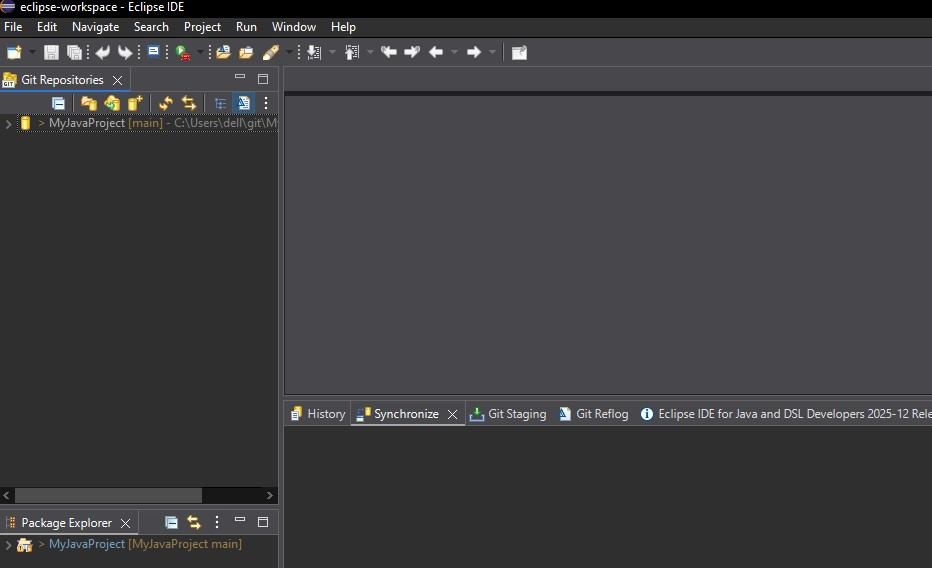 eclipse-workspace - Eclipse IDE
File Edit Navigate Search Project Run Window Help
Git Repositories
> MyJavaProject [main] - C:\Users\dell\git\M
History Synchronize Git Staging Git Reflog Eclipse IDE for Java and DSL Developers 2025-12 Rele
Package Explorer
> MyJavaProject [MyJavaProject main]